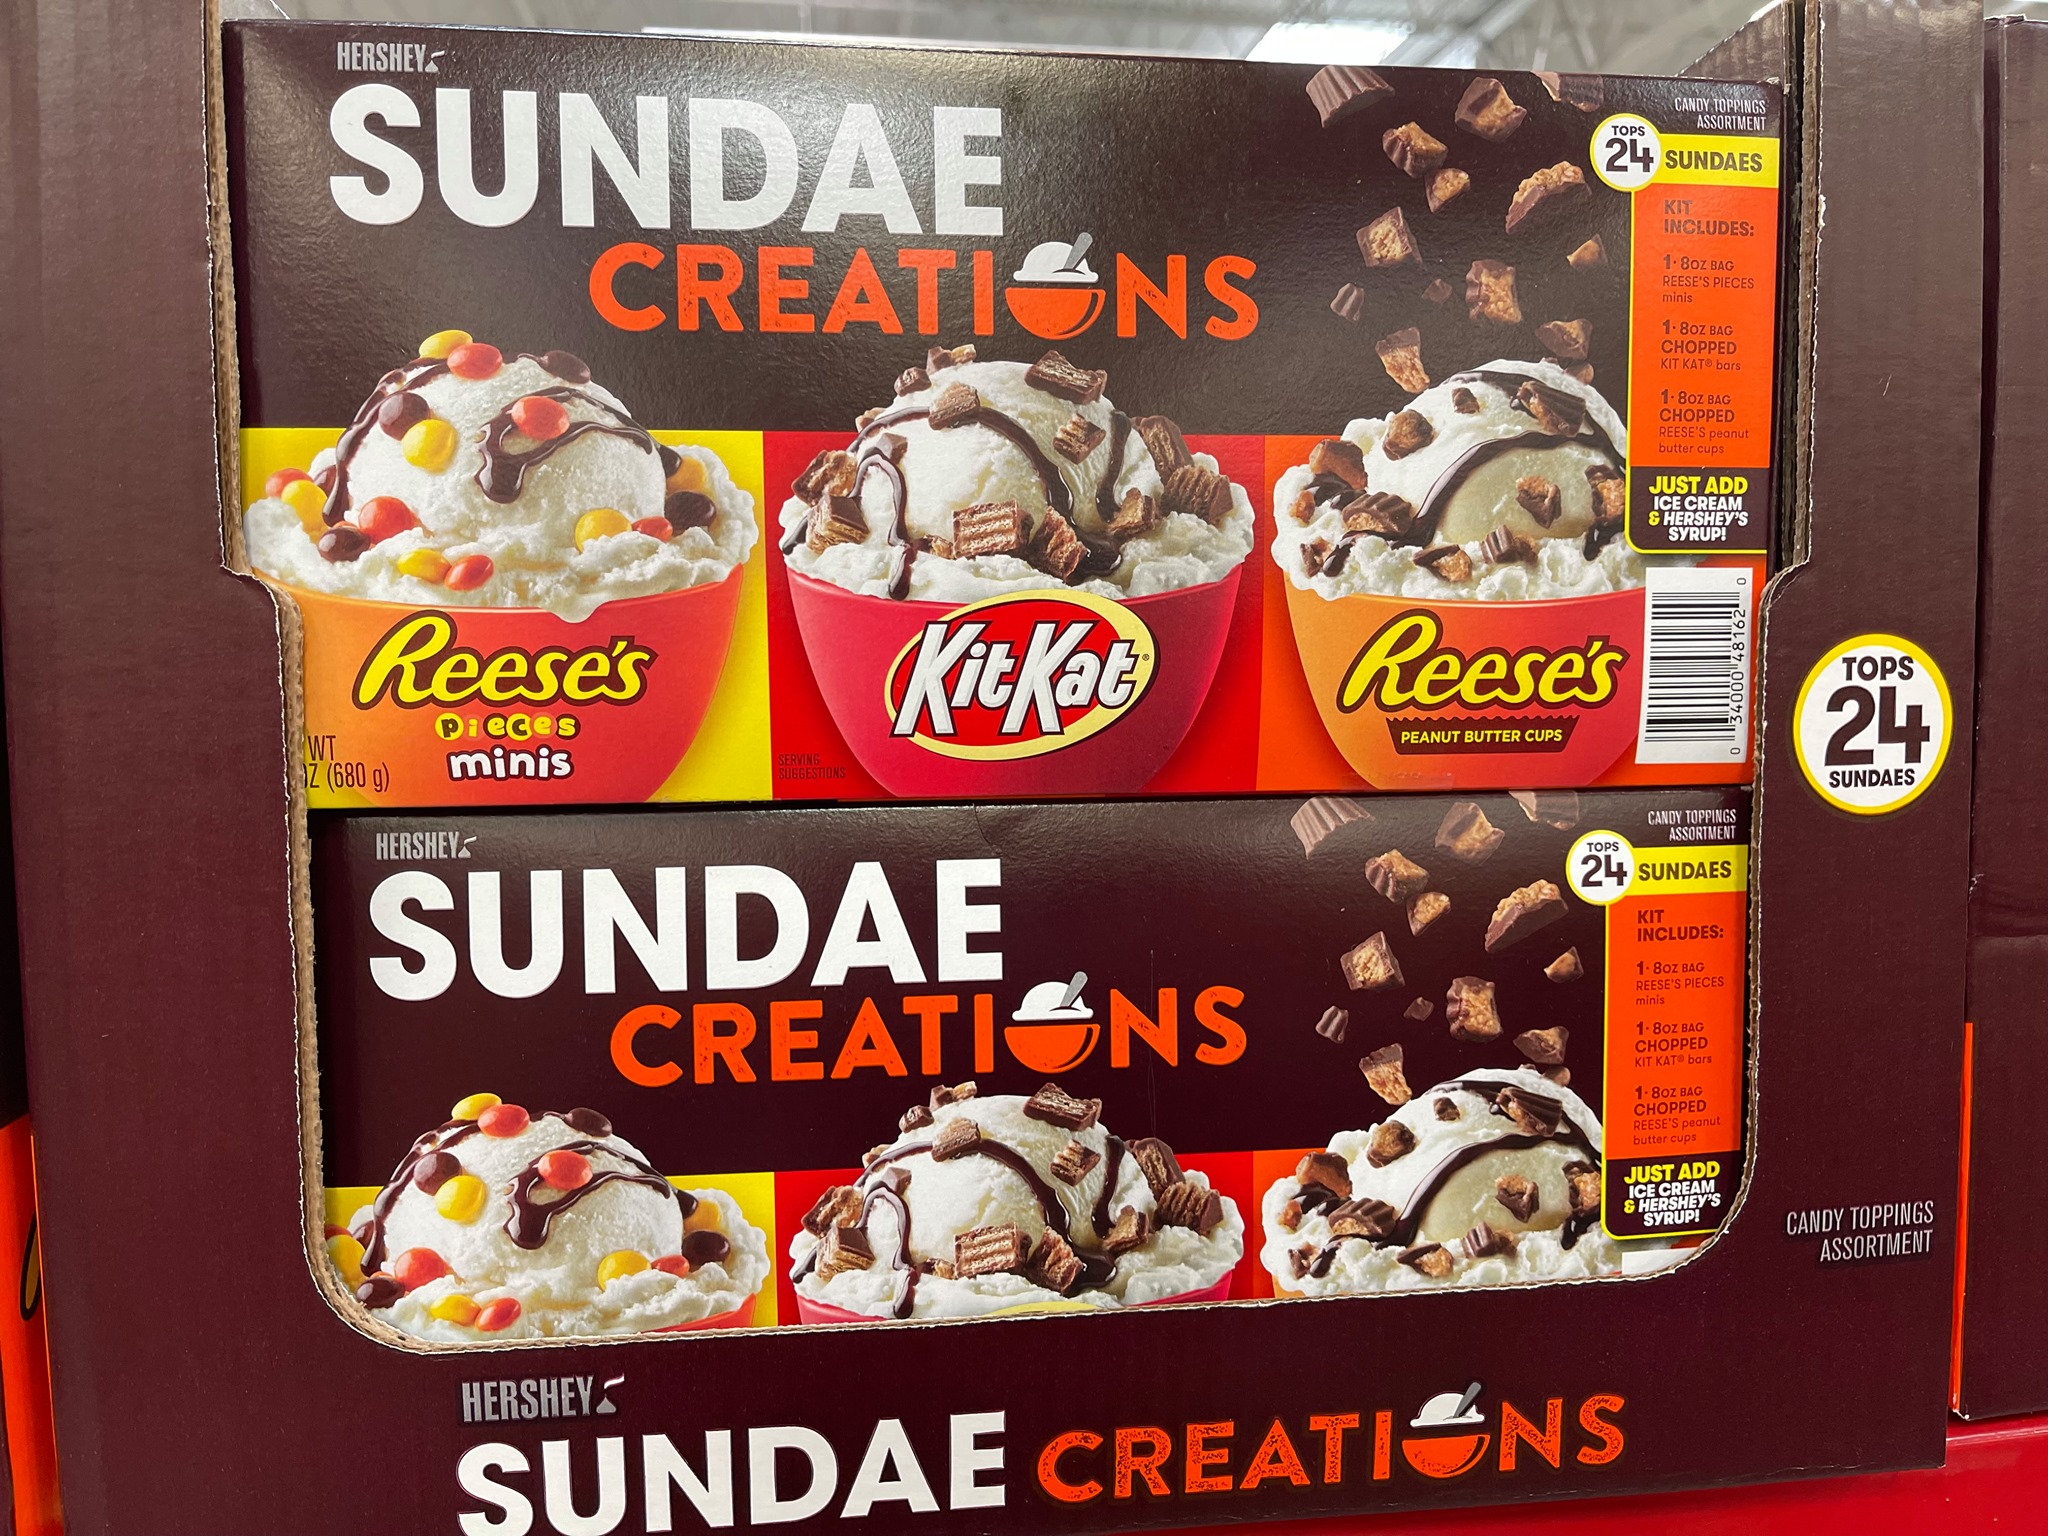 HERSHEY
SUNDAE
CREATIONS
CANDY TOPPINGS
ASSORTMENT
TOPS
24 SUNDAES
KIT
INCLUDES:
1·8OZ BAG
REESE'S PIECES
minis
1·8OZ BAG
CHOPPED
KIT KAT® bars
1·8OZ BAG
CHOPPED
REESE'S peanut
butter cups
JUST ADD
ICE CREAM
& HERSHEY'S
SYRUP!
Reese's
PIECES
minis
WT
OZ (680 g)
SERVING
SUGGESTIONS
KitKat®
Reese's
PEANUT BUTTER CUPS
0 34000 48162 0
TOPS
24
SUNDAES
HERSHEY
SUNDAE
CREATIONS
CANDY TOPPINGS
ASSORTMENT
TOPS
24 SUNDAES
KIT
INCLUDES:
1·8OZ BAG
REESE'S PIECES
minis
1·8OZ BAG
CHOPPED
KIT KAT® bars
1·8OZ BAG
CHOPPED
REESE'S peanut
butter cups
JUST ADD
ICE CREAM
& HERSHEY'S
SYRUP!
CANDY TOPPINGS
ASSORTMENT
HERSHEY
SUNDAE CREATIONS